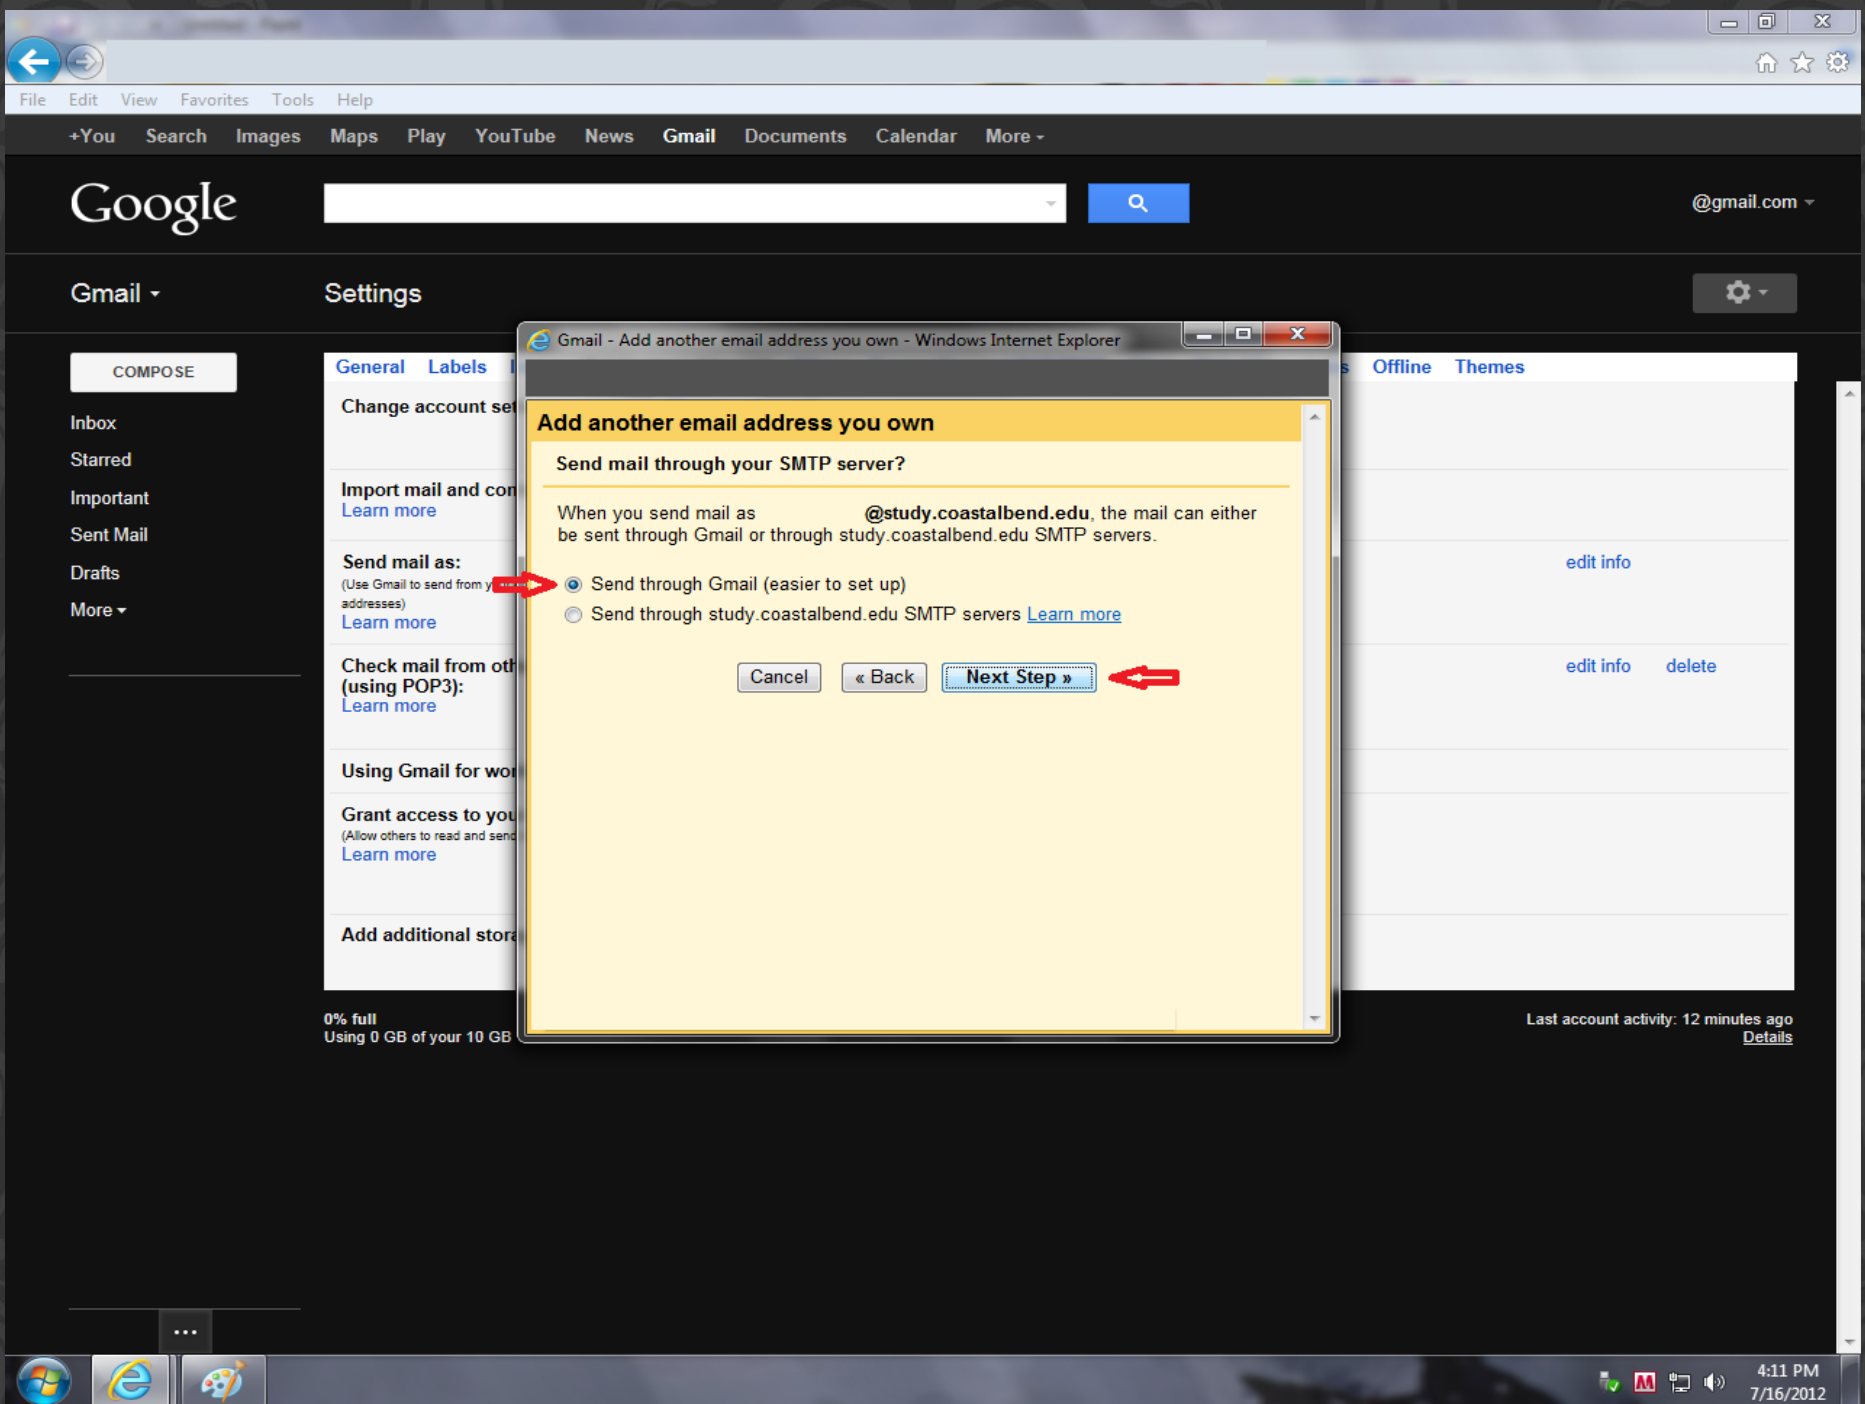 File Edit View Favorites Tools Help
+You Search Images Maps Play YouTube News Gmail Documents Calendar More
Google
@gmail.com
Gmail
Settings
Gmail - Add another email address you own - Windows Internet Explorer
COMPOSE
Inbox
Starred
Important
Sent Mail
Drafts
More
General Labels
Offline Themes
Change account
Import mail and
Learn more
Send mail as:
(Use Gmail to send from
addresses)
Learn more
edit info
Check mail from
(using POP3):
Learn more
edit info delete
Using Gmail for
Grant access to
(Allow others to read and
Learn more
Add additional
Add another email address you own
Send mail through your SMTP server?
When you send mail as @study.coastalbend.edu, the mail can either
be sent through Gmail or through study.coastalbend.edu SMTP servers.
Send through Gmail (easier to set up)
Send through study.coastalbend.edu SMTP servers Learn more
Cancel « Back Next Step »
0% full
Using 0 GB of your 10 GB
Last account activity: 12 minutes ago
Details
4:11 PM
7/16/2012